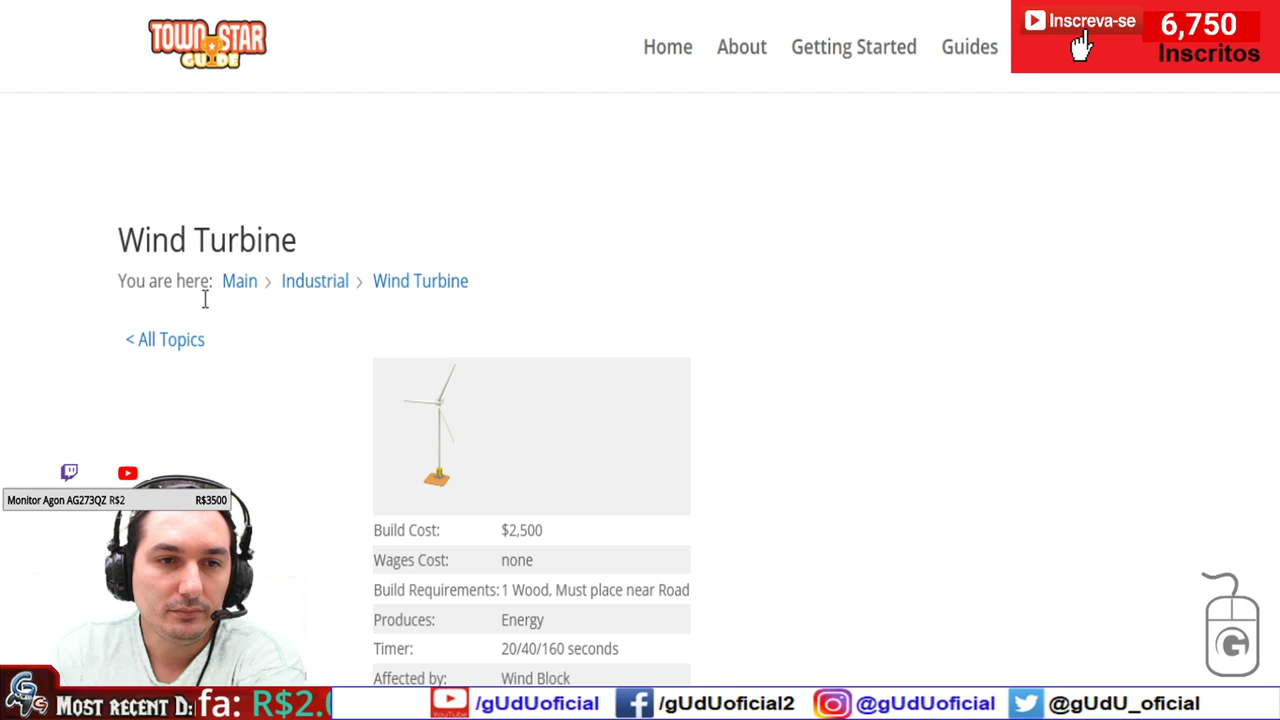 TOWN STAR
GUIDE
Home About Getting Started Guides
Inscreva-se 6,750
Inscritos
Wind Turbine
You are here: Main > Industrial > Wind Turbine
< All Topics
Build Cost: $2,500
Wages Cost: none
Build Requirements: 1 Wood, Must place near Road
Produces: Energy
Timer: 20/40/160 seconds
Affected by: Wind Block
Monitor Agon AG273QZ R$2 R$3500
Most recent D: fa: R$2.
/gUdUoficial /gUdUoficial2 @gUdUoficial @gUdU_oficial